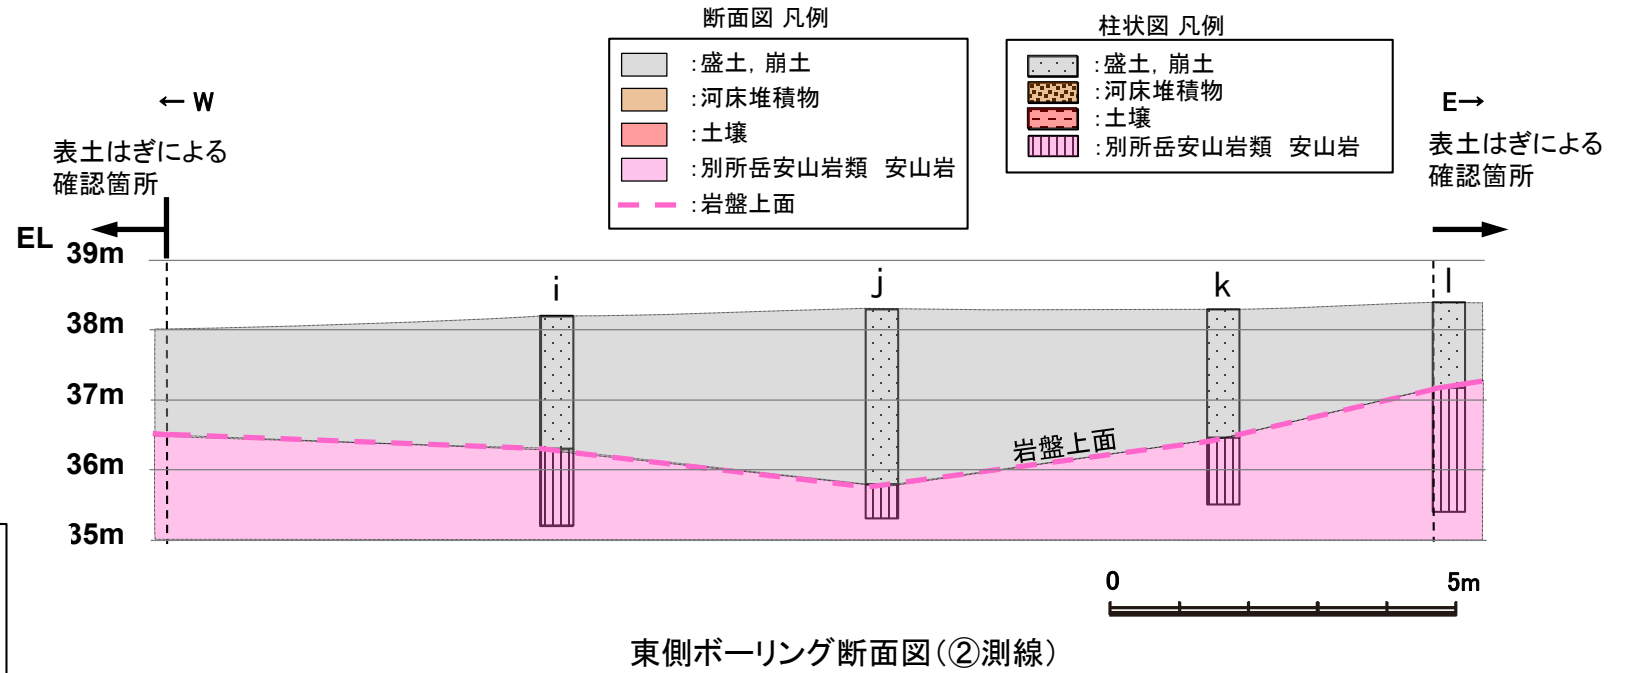 断面図 凡例
：盛土，崩土
：河床堆積物
：土壌
：別所岳安山岩類　安山岩
：岩盤上面
柱状図 凡例
：盛土，崩土
：河床堆積物
：土壌
：別所岳安山岩類　安山岩
← W
表土はぎによる
確認箇所
E→
表土はぎによる
確認箇所
EL 39m
38m
37m
36m
35m
i
j
k
l
岩盤上面
0 5m
東側ボーリング断面図（②測線）